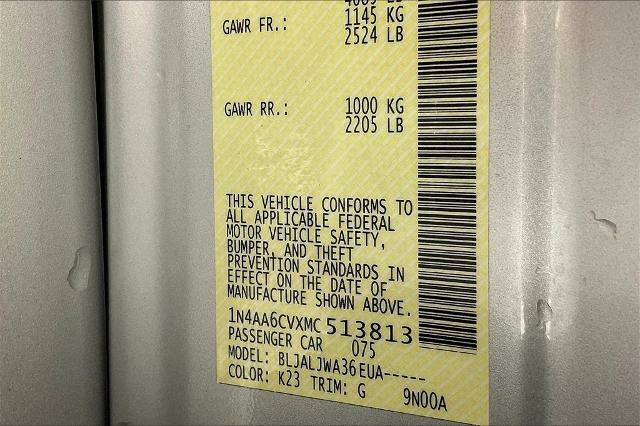 GAWR FR.: 1145 KG
2524 LB
GAWR RR.: 1000 KG
2205 LB
THIS VEHICLE CONFORMS TO
ALL APPLICABLE FEDERAL
MOTOR VEHICLE SAFETY,
BUMPER, AND THEFT
PREVENTION STANDARDS IN
EFFECT ON THE DATE OF
MANUFACTURE SHOWN ABOVE.
1N4AA6CVXMC513813
PASSENGER CAR 075
MODEL: BLJALJWA36EUA-----
COLOR: K23 TRIM: G 9N00A